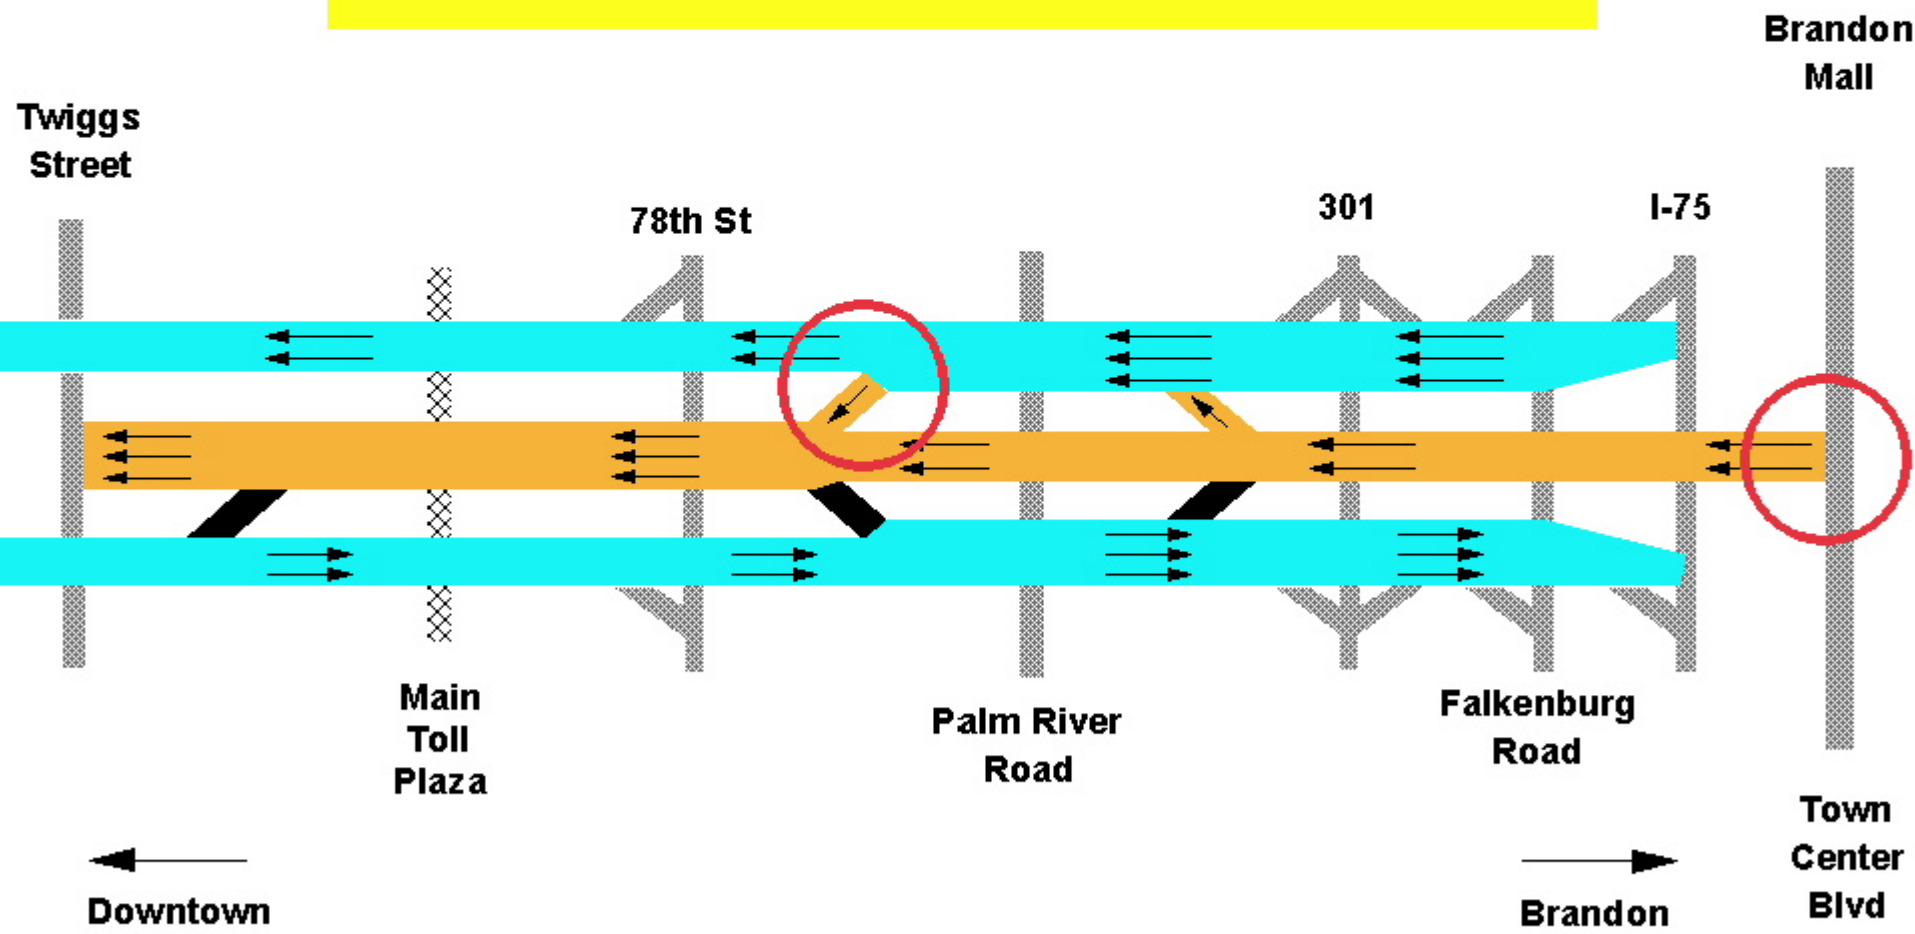 Brandon
Mall
Twiggs
Street
78th St
301
I-75
Main
Toll
Plaza
Palm River
Road
Falkenburg
Road
Town
Center
Blvd
Downtown
Brandon